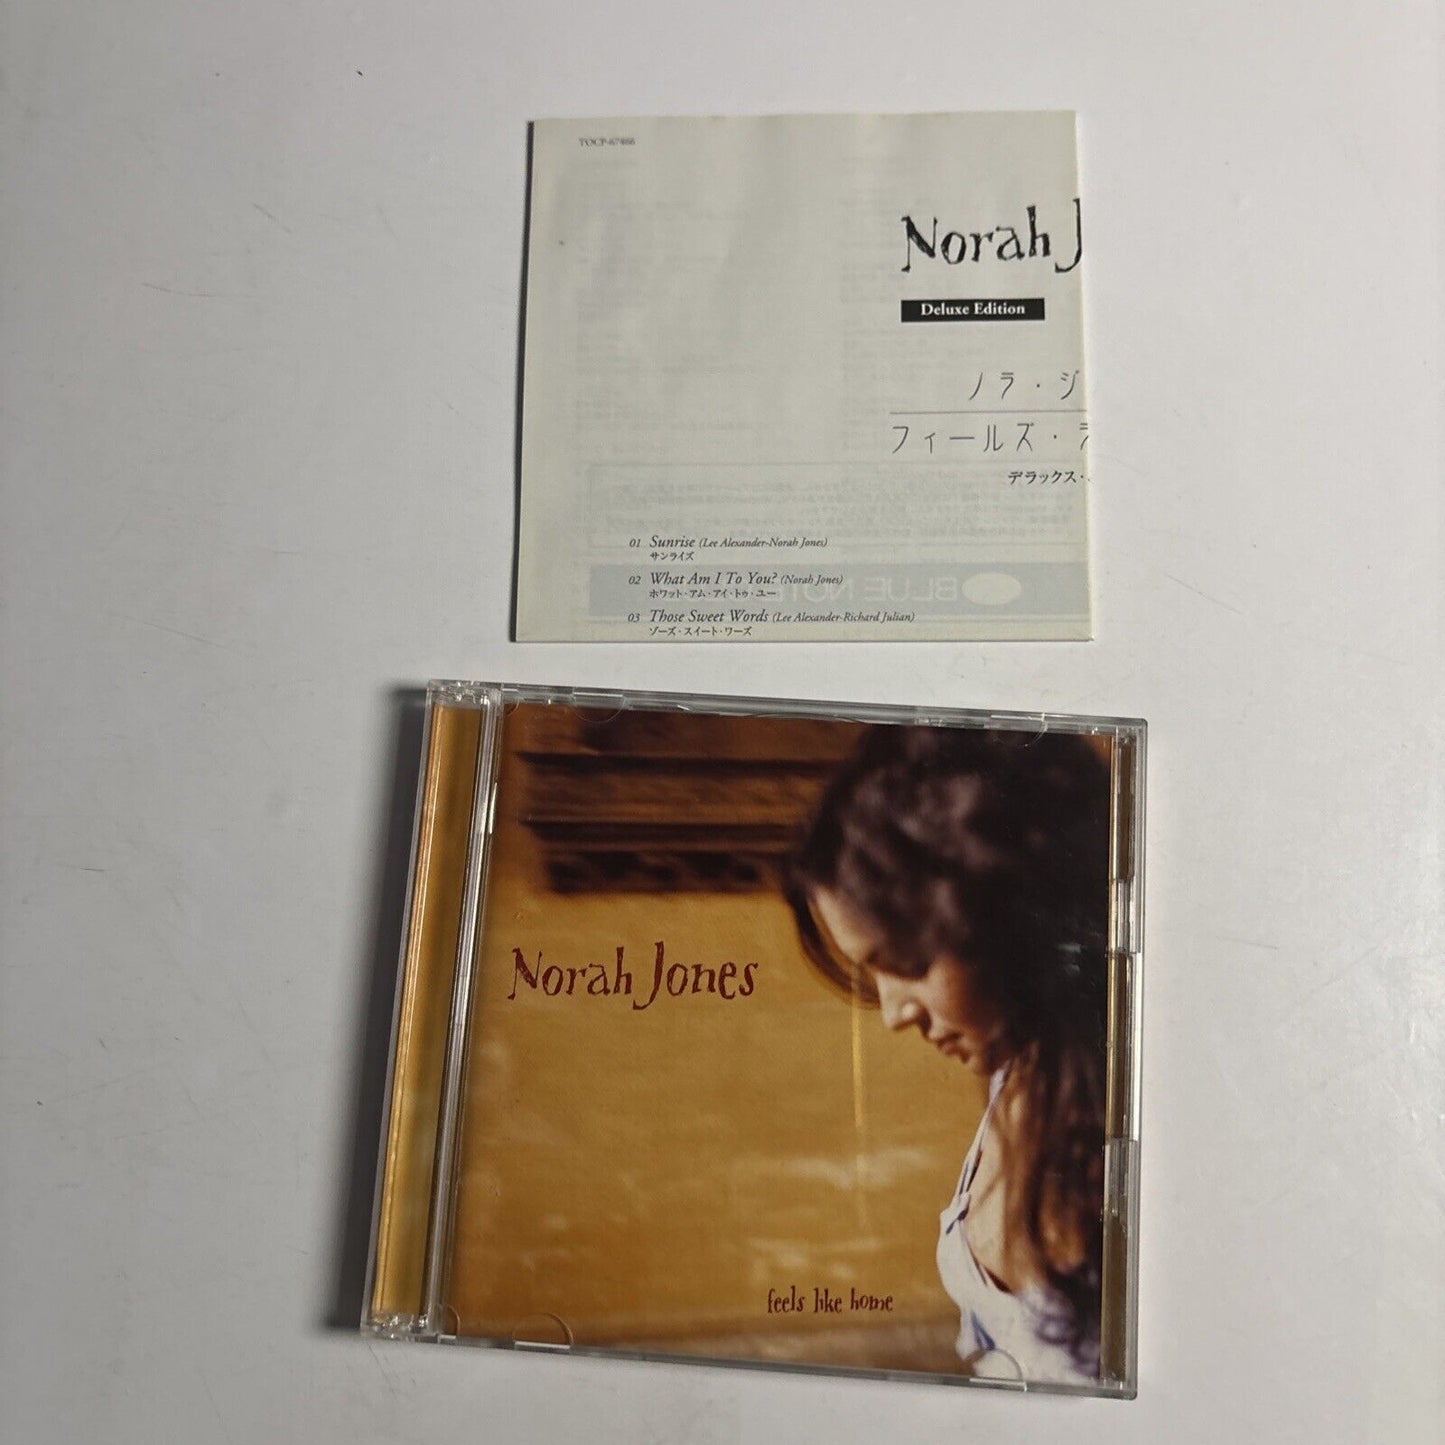 TOCP-67466
Norah J
Deluxe Edition
ノラ・ジ
フィールズ・ラ
デラックス・
01 Sunrise (Lee Alexander-Norah Jones)
サンライズ
02 What Am I To You? (Norah Jones)
ホワット・アム・アイ・トゥ・ユー
03 Those Sweet Words (Lee Alexander-Richard Julian)
ゾーズ・スイート・ワーズ
BLUE NOT
Norah Jones
feels like home